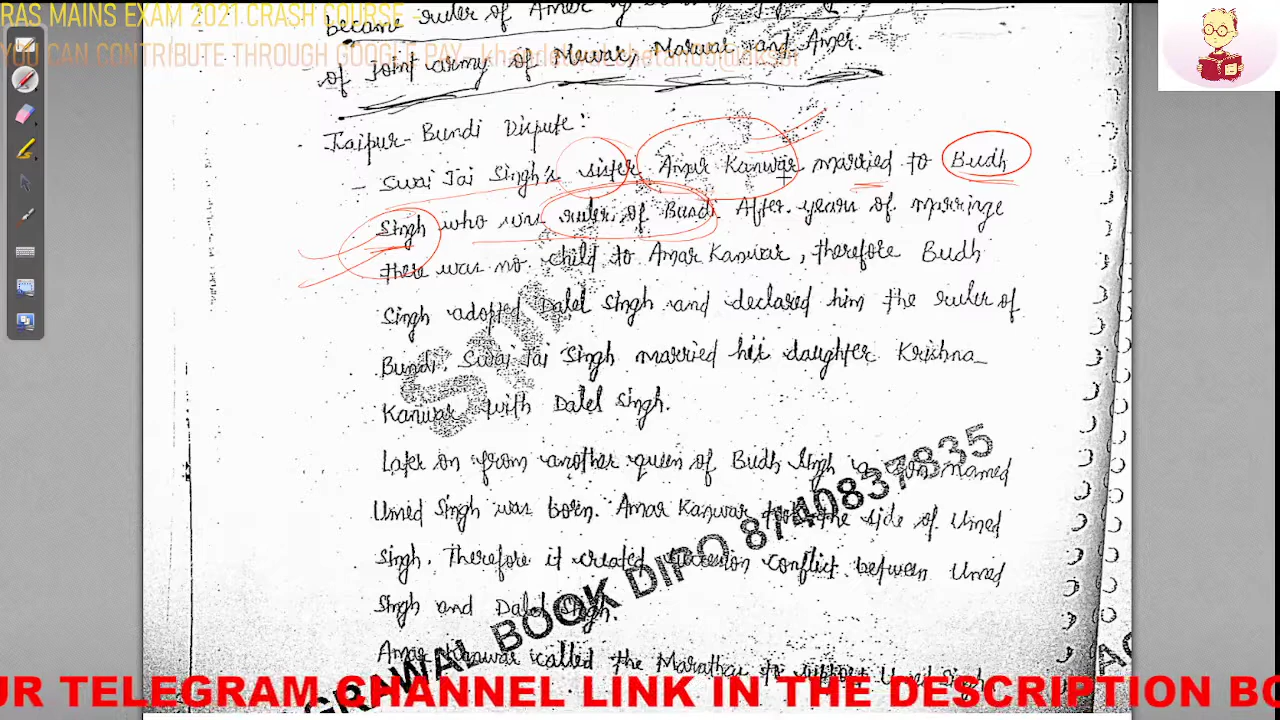 RAS MAINS EXAM 2021 CRASH COURSE -
YOU CAN CONTRIBUTE THROUGH GOOGLE PAY -
became ruler of Amer by
of Joint army of Mewar, Marwar and Amer.
Jaipur-Bundi Dispute:
- Swai Jai Singh's sister Amar Kanwar married to Budh
Singh who was ruler of Bundi. After years of marriage
there was no child to Amar Kanwar, therefore Budh
Singh adopted Dalel Singh and declared him the ruler of
Bundi. Swai Jai Singh married his daughter Krishna
Kanwar with Dalel Singh.
Later on from another queen of Budh Singh a son named
Umed Singh was born. Amar Kanwar the side of Umed
Singh. Therefore it created conflict between Umed
Singh and Dalel Singh.
Amar Kanwar called the Marathas to support Umed Singh
GRAWAL BOOK DIPO 8740837835
UR TELEGRAM CHANNEL LINK IN THE DESCRIPTION BO